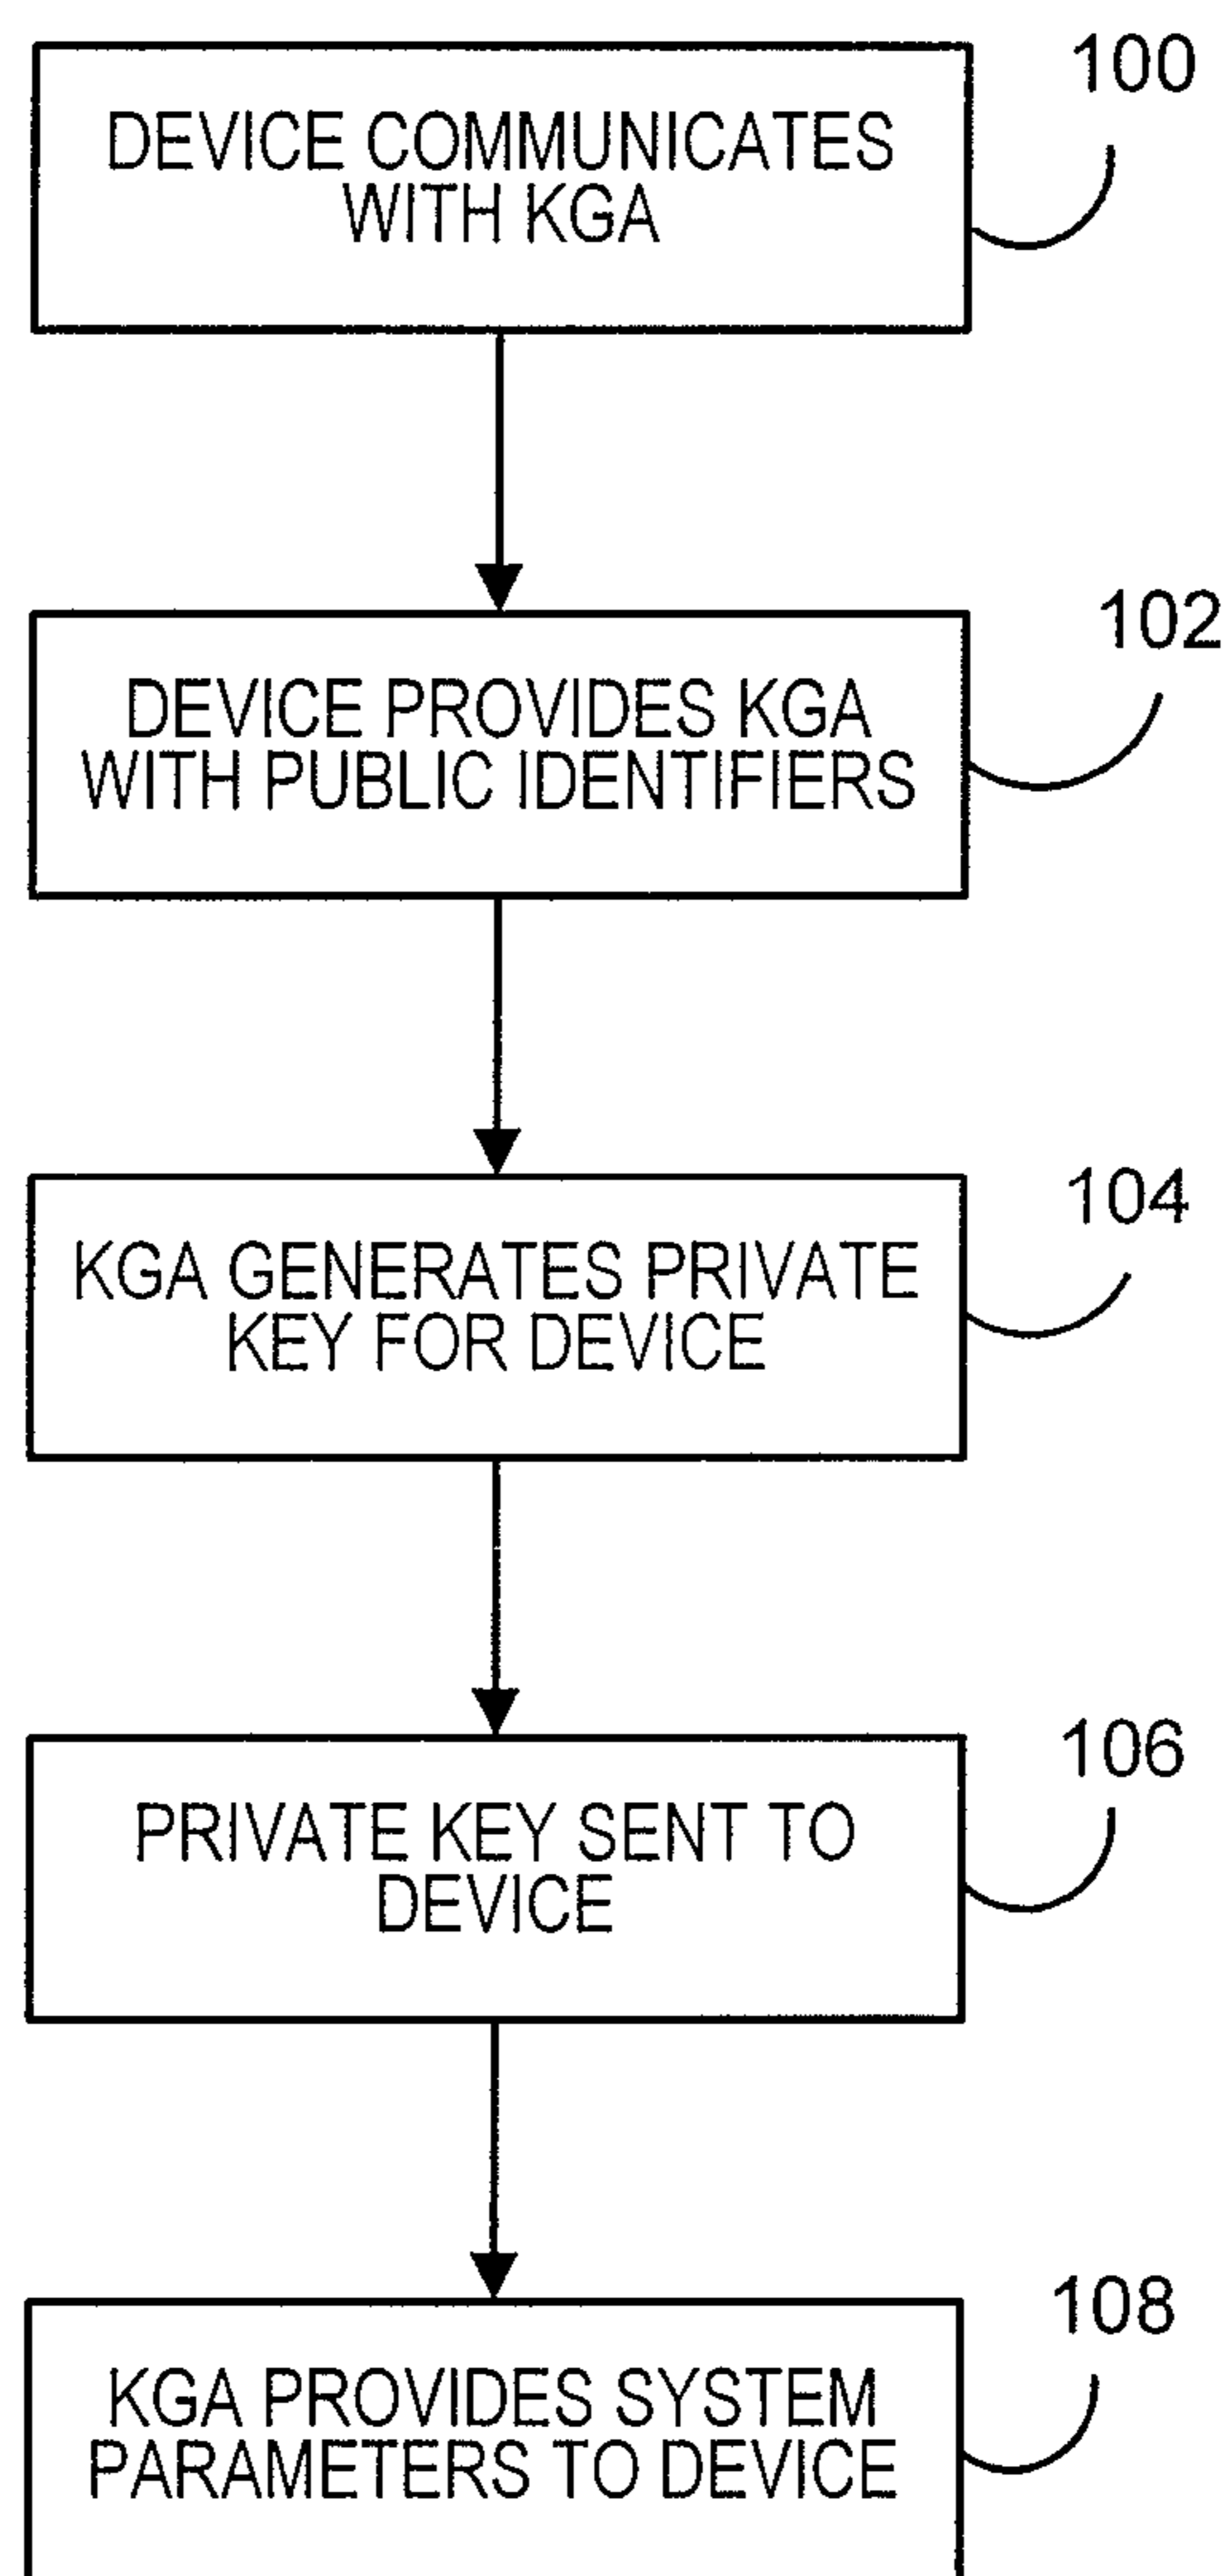 100
DEVICE COMMUNICATES
WITH KGA
102
DEVICE PROVIDES KGA
WITH PUBLIC IDENTIFIERS
104
KGA GENERATES PRIVATE
KEY FOR DEVICE
106
PRIVATE KEY SENT TO
DEVICE
108
KGA PROVIDES SYSTEM
PARAMETERS TO DEVICE